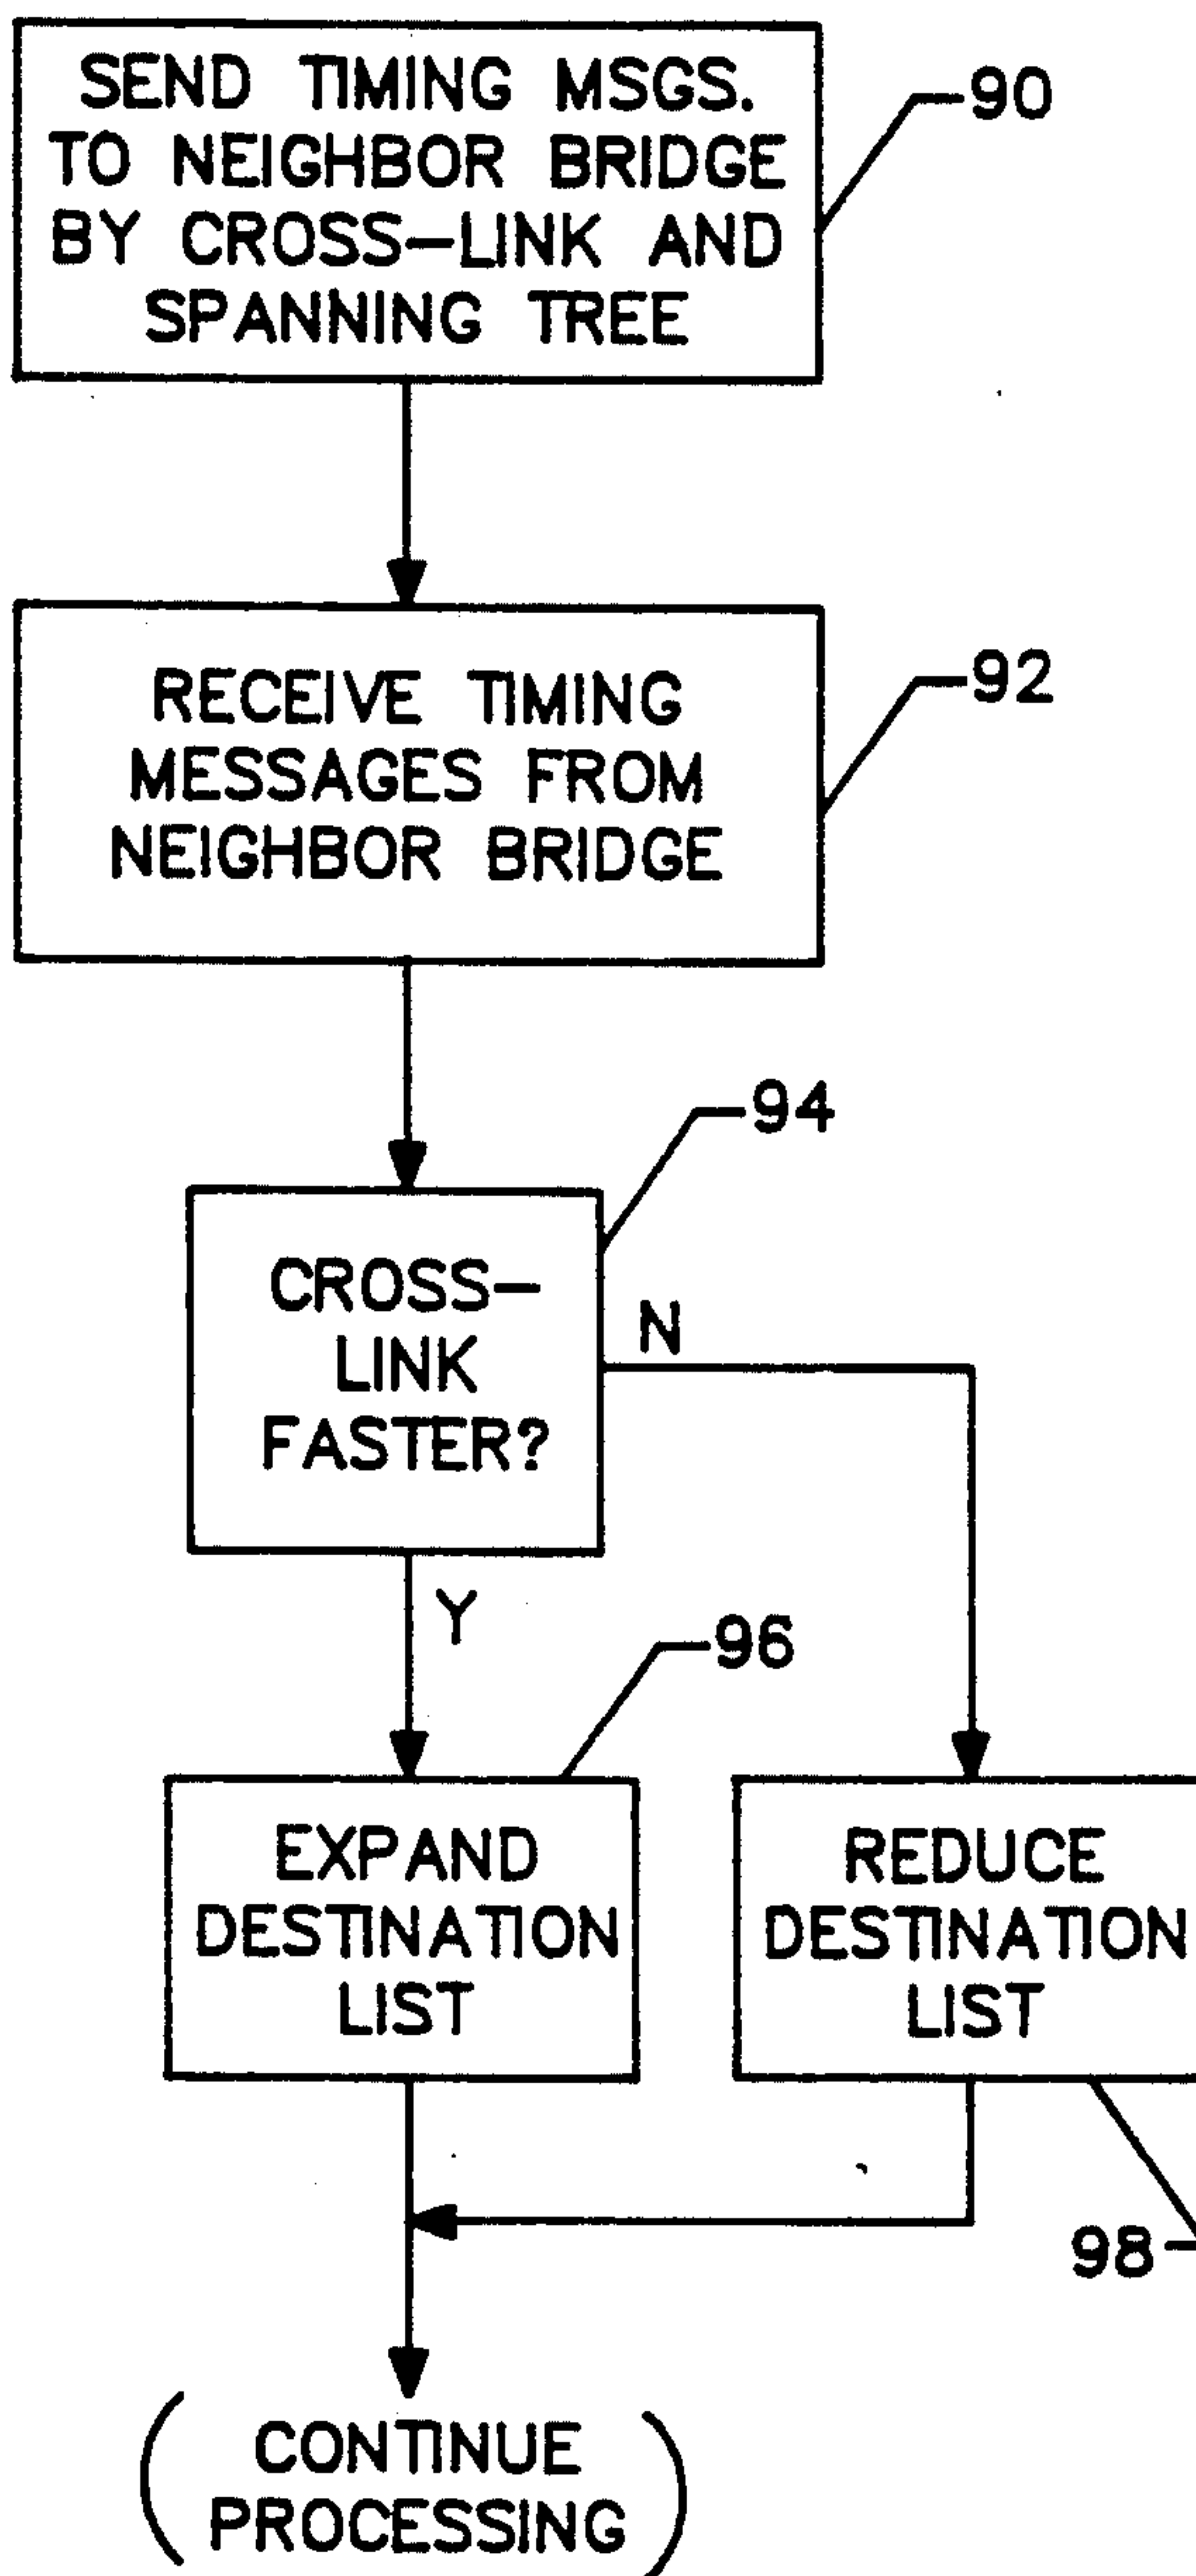 SEND TIMING MSGS.
TO NEIGHBOR BRIDGE
BY CROSS-LINK AND
SPANNING TREE
90
RECEIVE TIMING
MESSAGES FROM
NEIGHBOR BRIDGE
92
94
CROSS-
LINK
FASTER?
N
Y
96
EXPAND
DESTINATION
LIST
REDUCE
DESTINATION
LIST
98
(CONTINUE
PROCESSING)